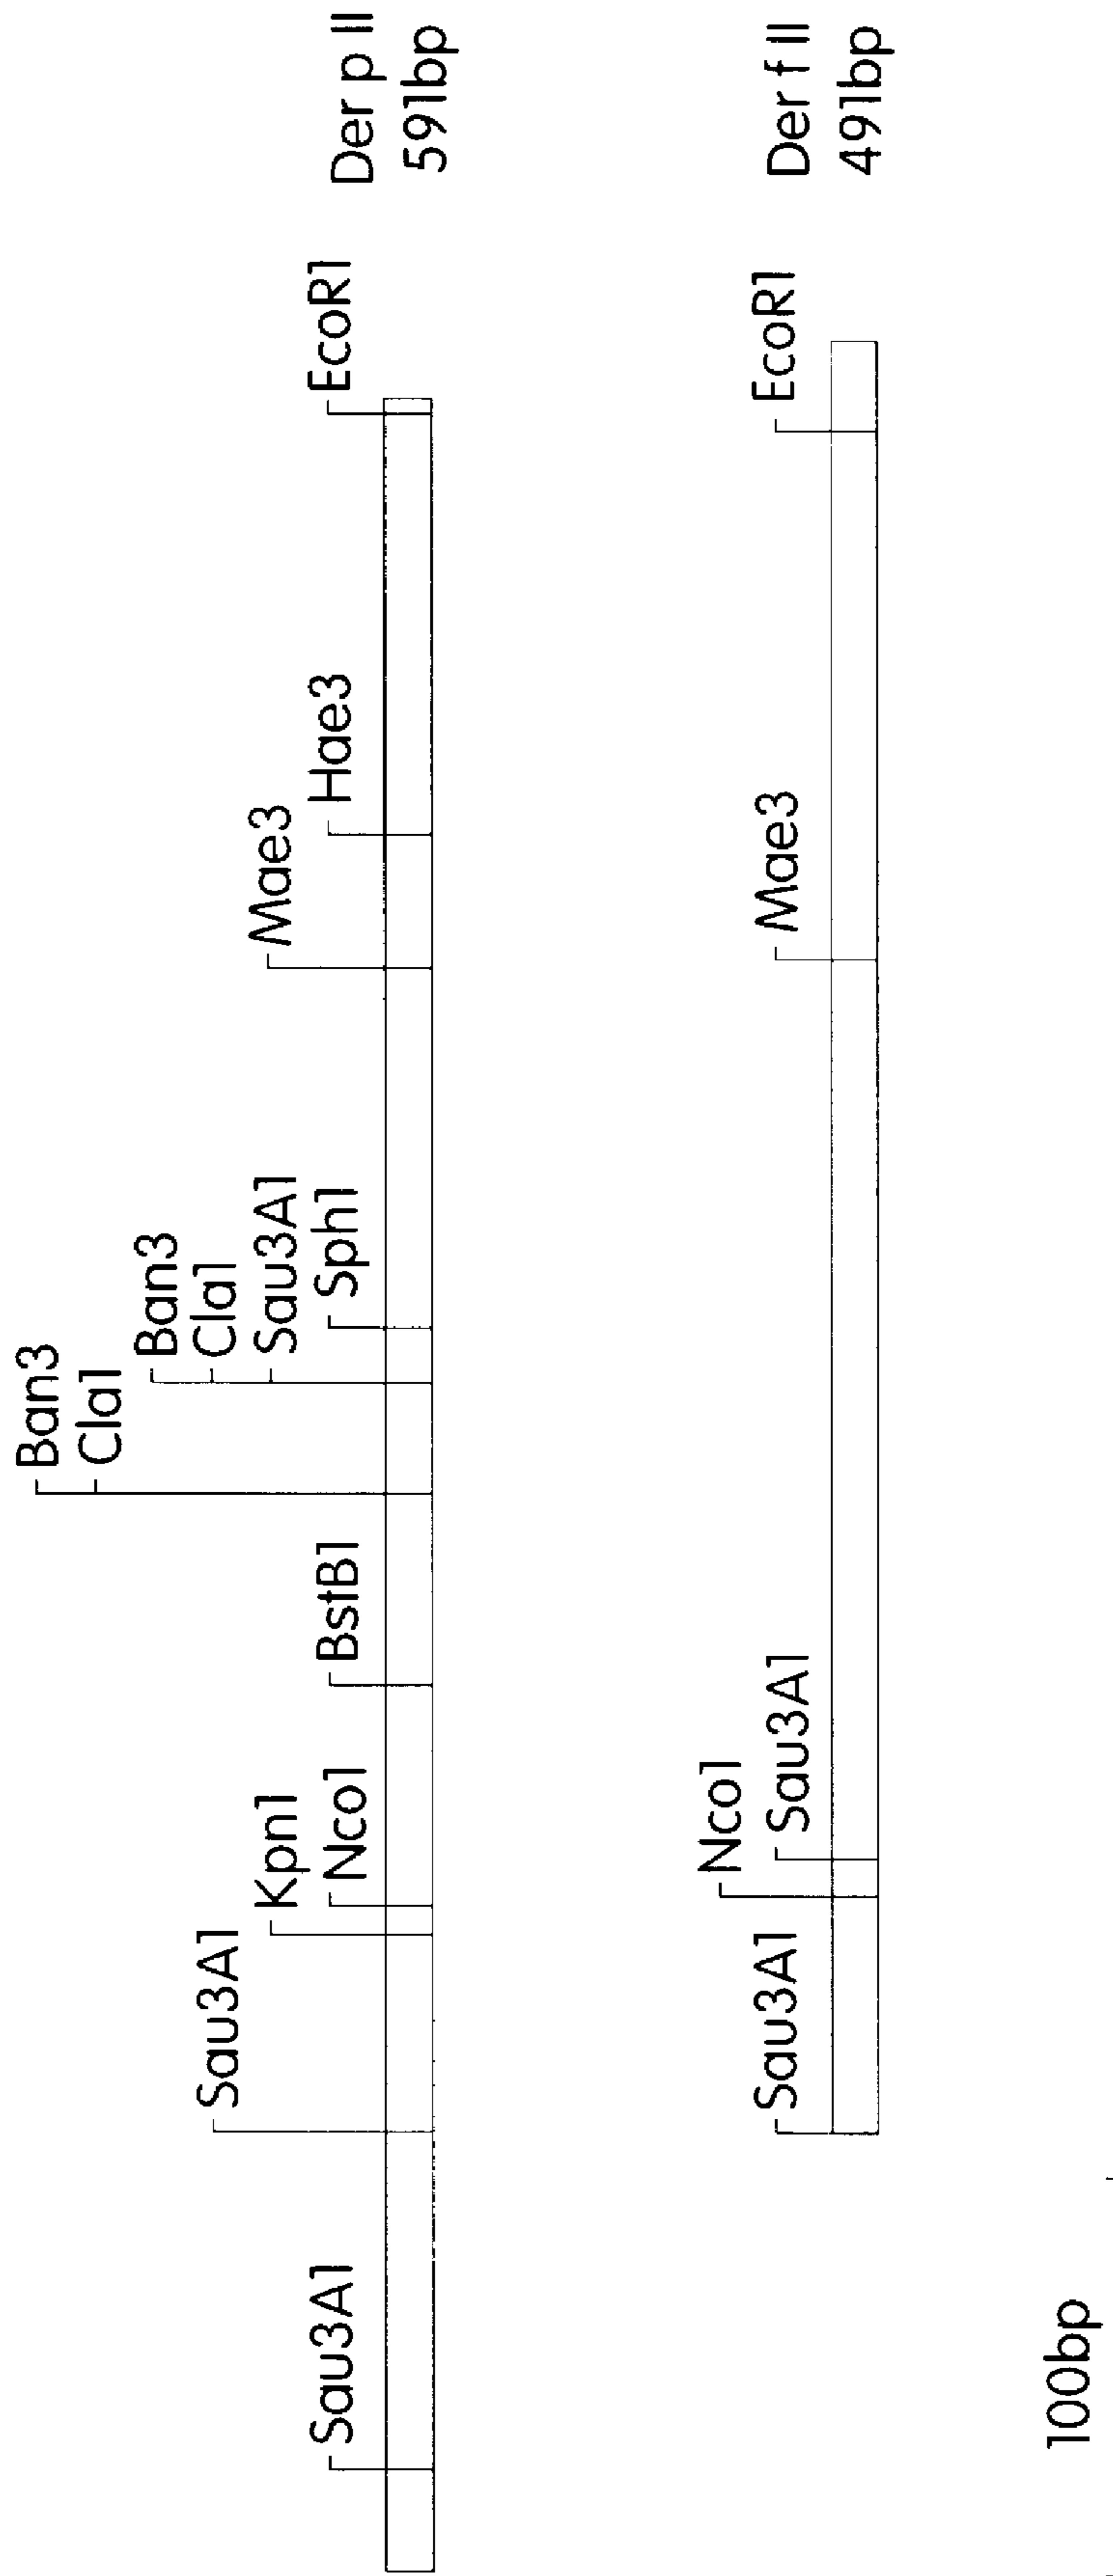 Ban3
Cla1
Ban3
Sau3A1
Cla1
Kpn1
Sau3A1
Mae3
Sau3A1
Nco1
BstB1
Sph1
Hae3
EcoR1
Der p II
591bp
Nco1
Sau3A1
Sau3A1
Mae3
EcoR1
Der f II
491bp
100bp